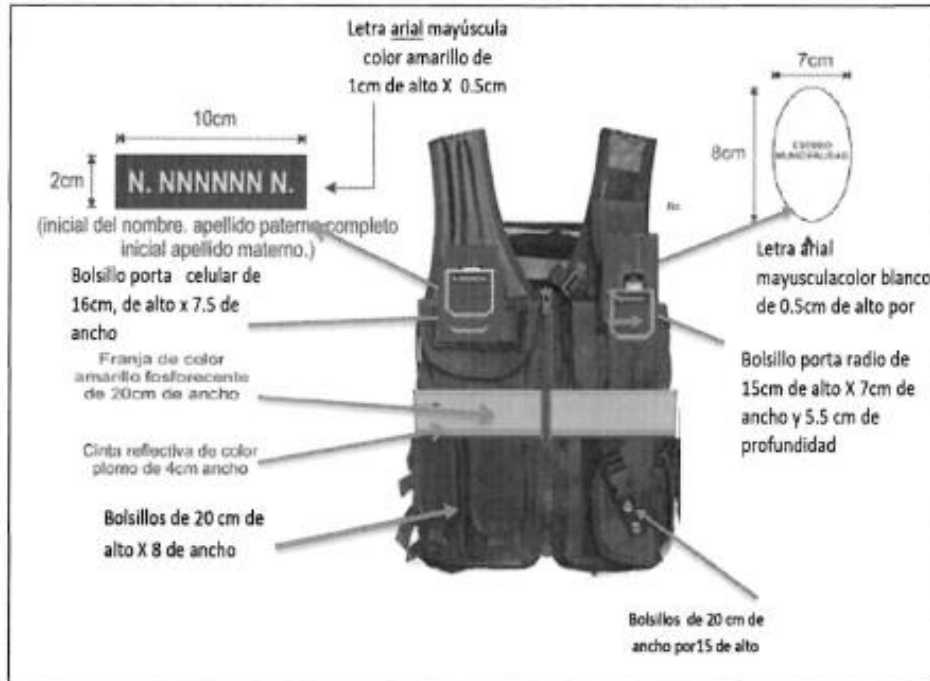 Letra arial mayúscula
color amarillo de
1cm de alto X 0.5cm
10cm
2cm
N. NNNNNN N.
(inicial del nombre. apellido paterno completo
inicial apellido materno.)
Bolsillo porta celular de
16cm, de alto x 7.5 de
ancho
Franja de color
amarillo fosforecente
de 20cm de ancho
Cinta reflectiva de color
plomo de 4cm ancho
Bolsillos de 20 cm de
alto X 8 de ancho
7cm
8cm
MUNICIPALIDAD
Letra arial
mayusculacolor blanco
de 0.5cm de alto por
Bolsillo porta radio de
15cm de alto X 7cm de
ancho y 5.5 cm de
profundidad
Bolsillos de 20 cm de
ancho por15 de alto